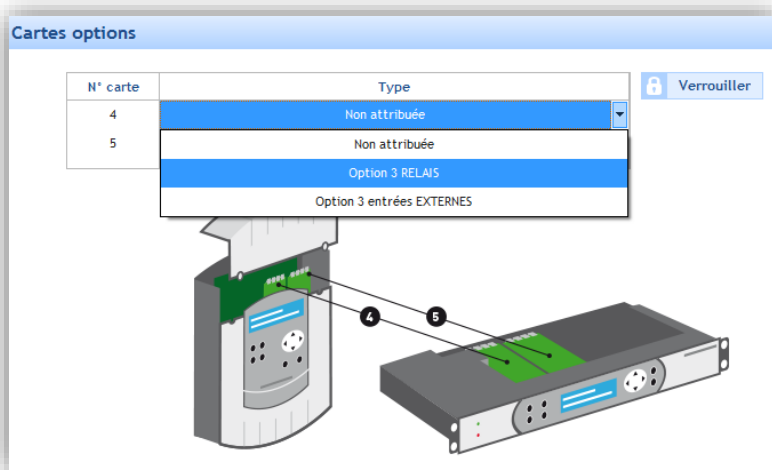 Cartes options
N° carte Type Verrouiller
4 Non attribuée
5 Non attribuée
Option 3 RELAIS
Option 3 entrées EXTERNES
4 5